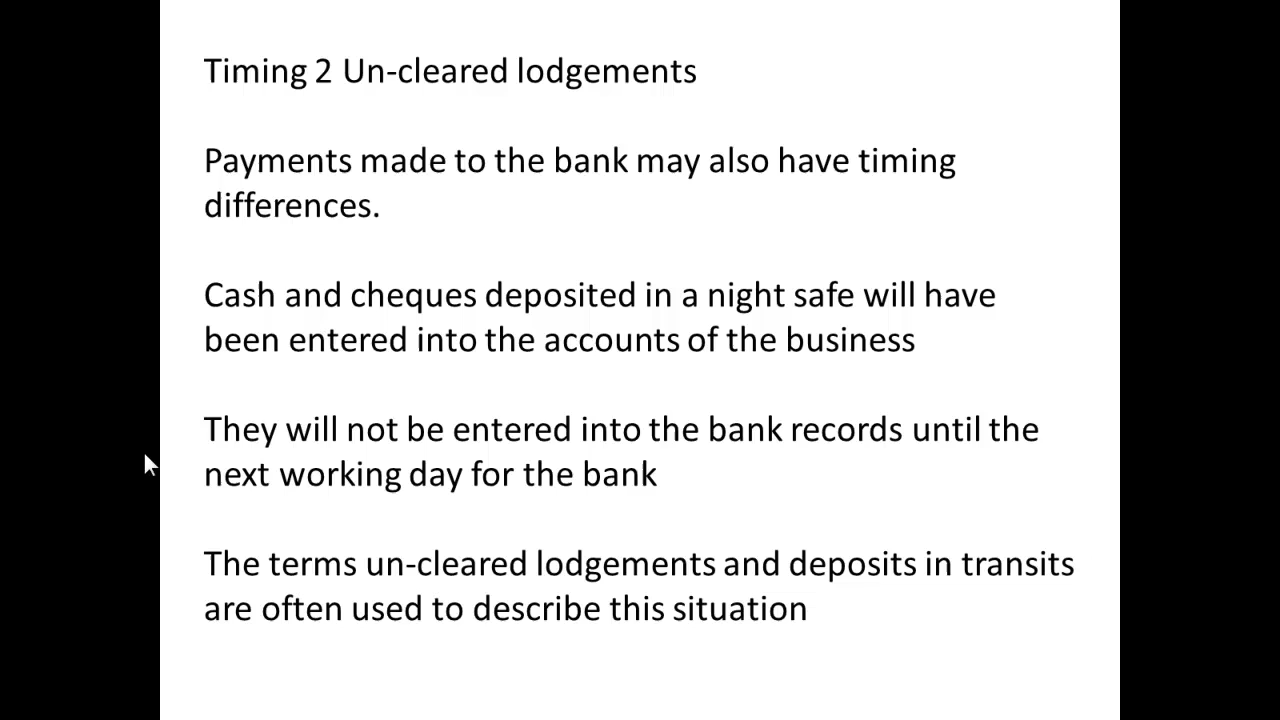 Timing 2 Un-cleared lodgements
Payments made to the bank may also have timing
differences.
Cash and cheques deposited in a night safe will have
been entered into the accounts of the business
They will not be entered into the bank records until the
next working day for the bank
The terms un-cleared lodgements and deposits in transits
are often used to describe this situation